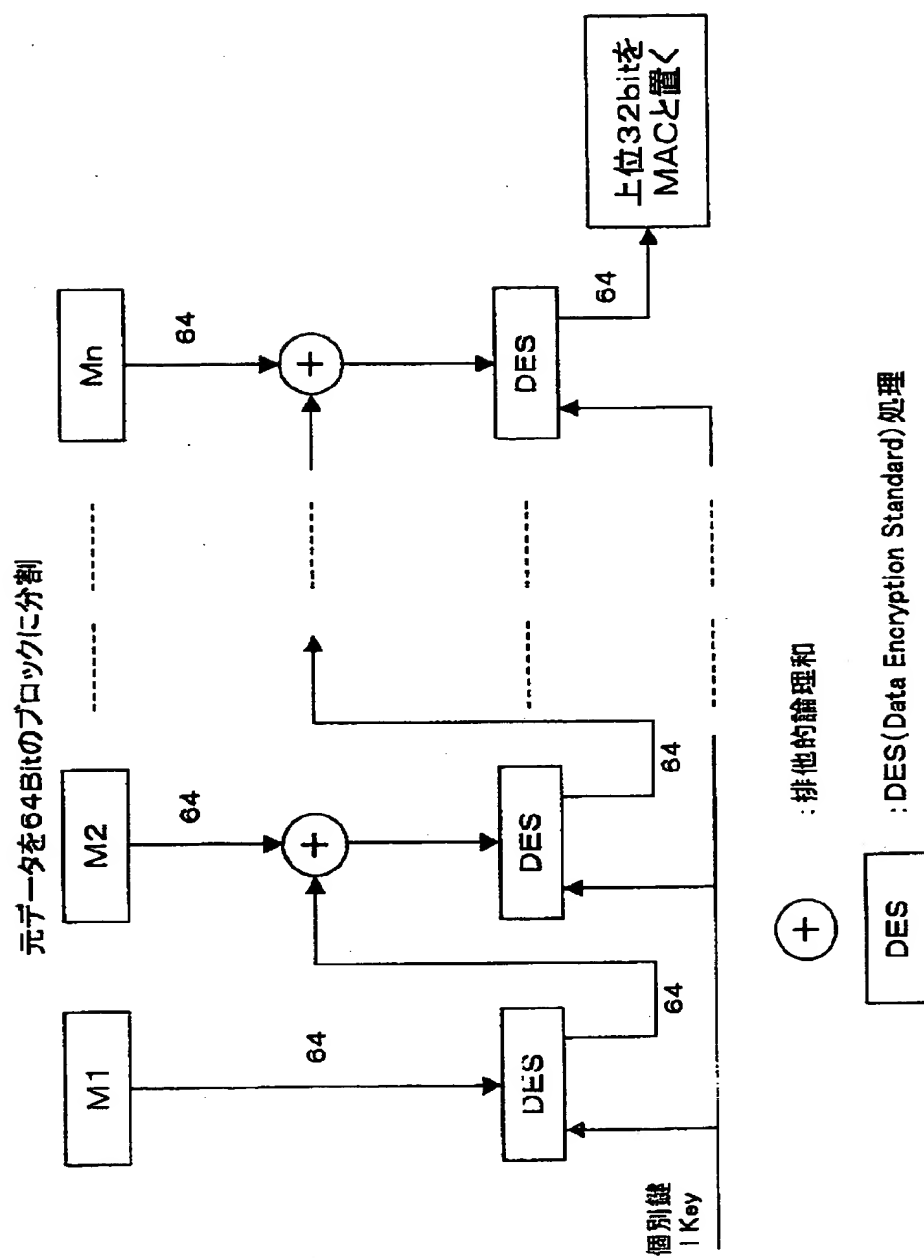 元データを64Bitのブロックに分割
M1
M2
Mn
64
64
64
+
+
DES
DES
DES
64
64
64
上位32bitを
MACと置く
個別鍵
I Key
+
:排他的論理和
DES
:DES(Data Encryption Standard)処理